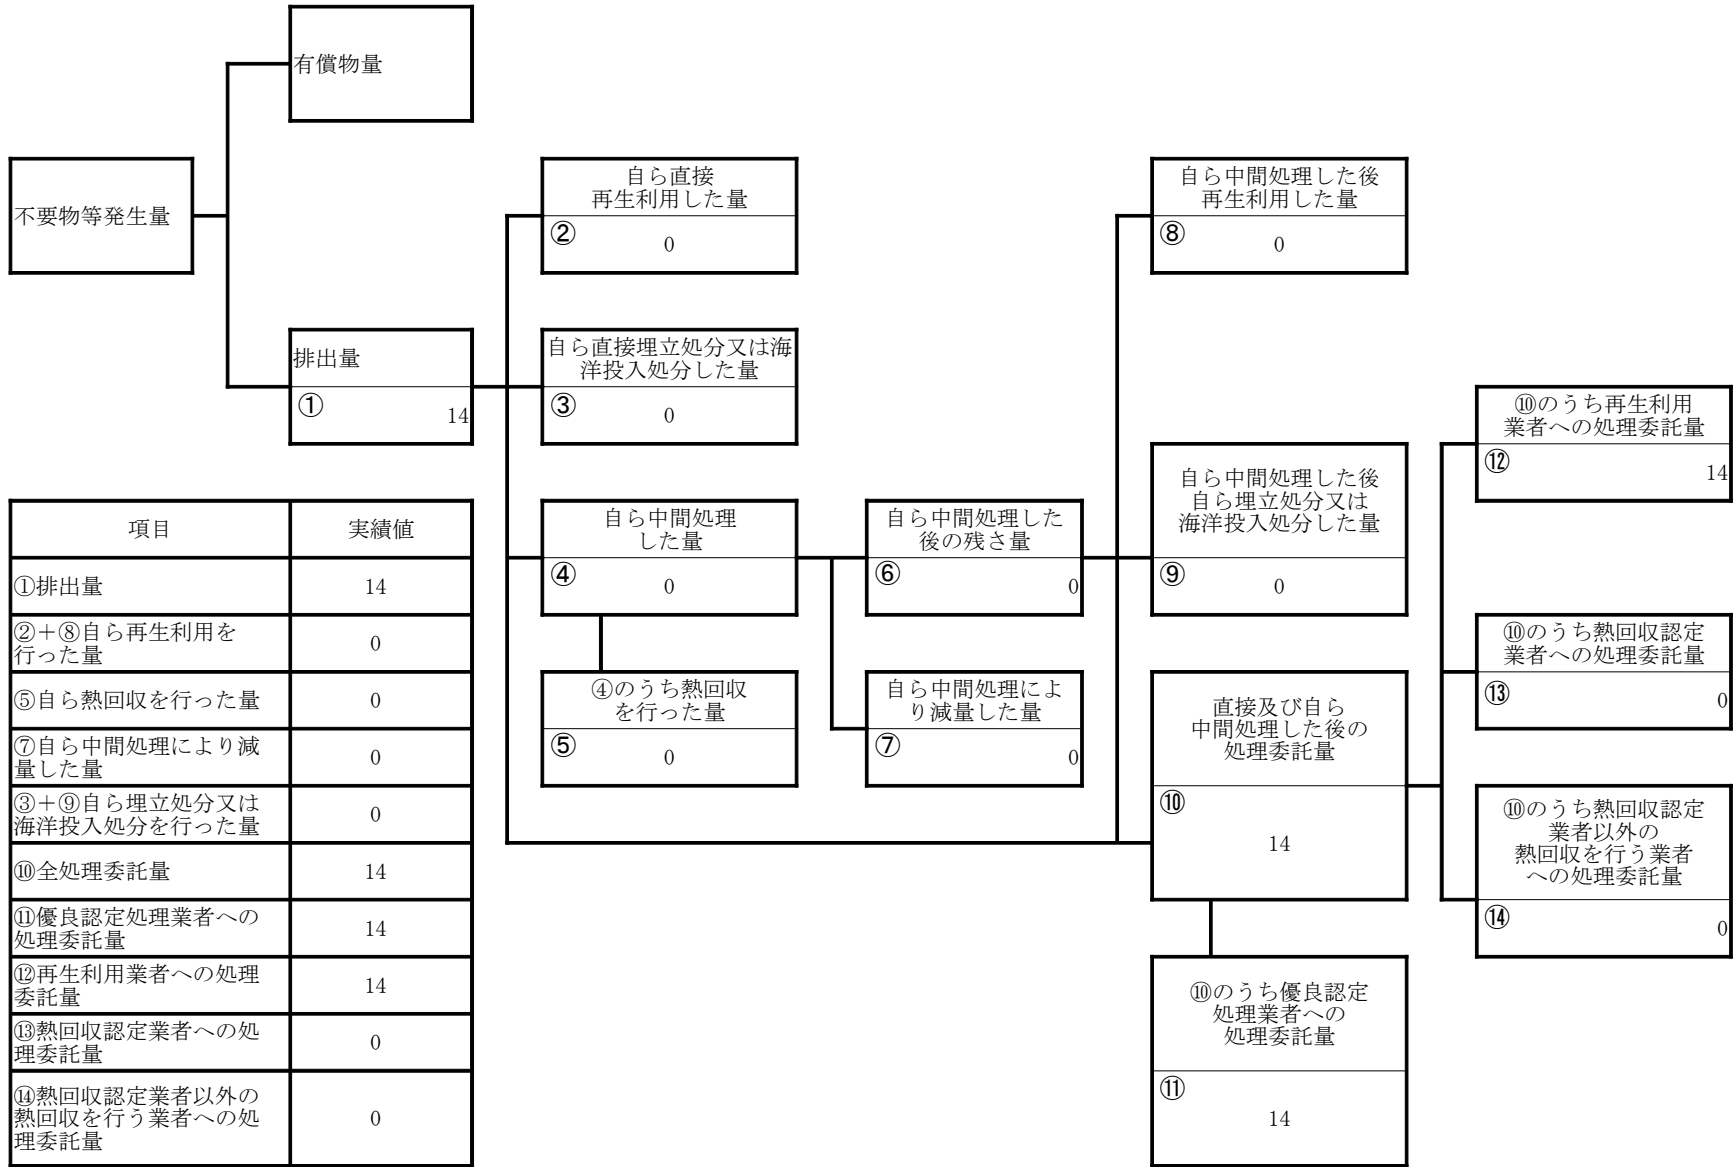 有償物量
不要物等発生量
排出量
①
14
自ら直接
再生利用した量
②
0
自ら直接埋立処分又は海
洋投入処分した量
③
0
自ら中間処理
した量
④
0
④のうち熱回収
を行った量
⑤
0
自ら中間処理した
後の残さ量
⑥
0
自ら中間処理によ
り減量した量
⑦
0
自ら中間処理した後
再生利用した量
⑧
0
自ら中間処理した後
自ら埋立処分又は
海洋投入処分した量
⑨
0
直接及び自ら
中間処理した後の
処理委託量
⑩
14
⑩のうち優良認定
処理業者への
処理委託量
⑪
14
⑩のうち再生利用
業者への処理委託量
⑫
14
⑩のうち熱回収認定
業者への処理委託量
⑬
0
⑩のうち熱回収認定
業者以外の
熱回収を行う業者
への処理委託量
⑭
0
項目 実績値
①排出量 14
②＋⑧自ら再生利用を
行った量 0
⑤自ら熱回収を行った量 0
⑦自ら中間処理により減
量した量 0
③＋⑨自ら埋立処分又は
海洋投入処分を行った量 0
⑩全処理委託量 14
⑪優良認定処理業者への
処理委託量 14
⑫再生利用業者への処理
委託量 14
⑬熱回収認定業者への処
理委託量 0
⑭熱回収認定業者以外の
熱回収を行う業者への処
理委託量 0